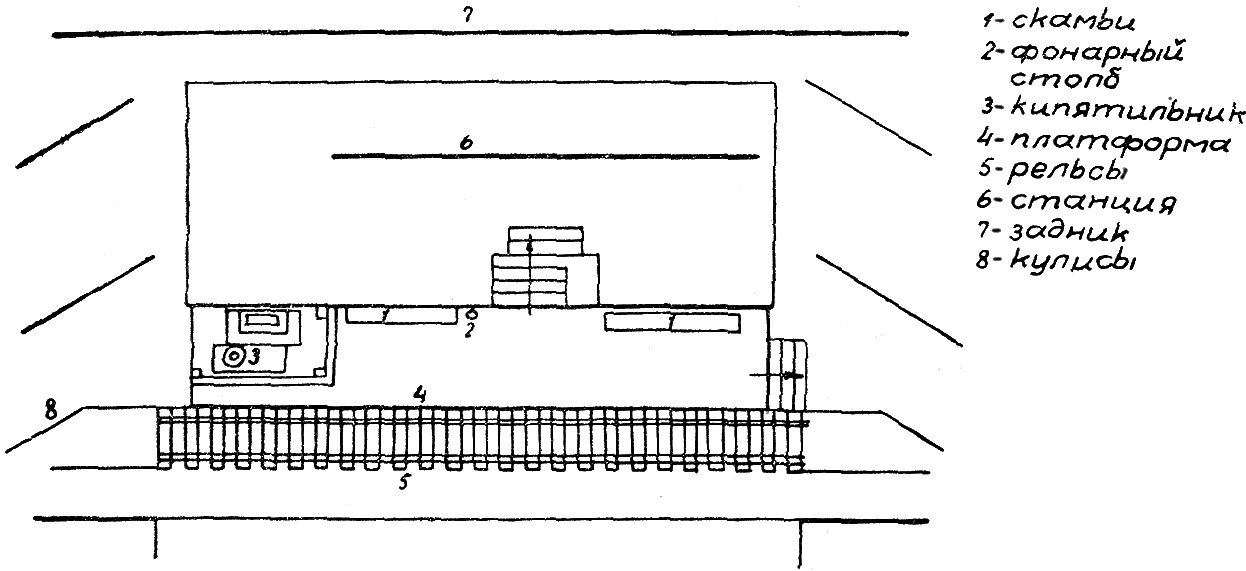 7
1-скамьи
2-фонарный
столб
3-кипятильник
4-платформа
5-рельсы
6-станция
7-задник
8-кулисы
6
1
2
1
3
4
8
5